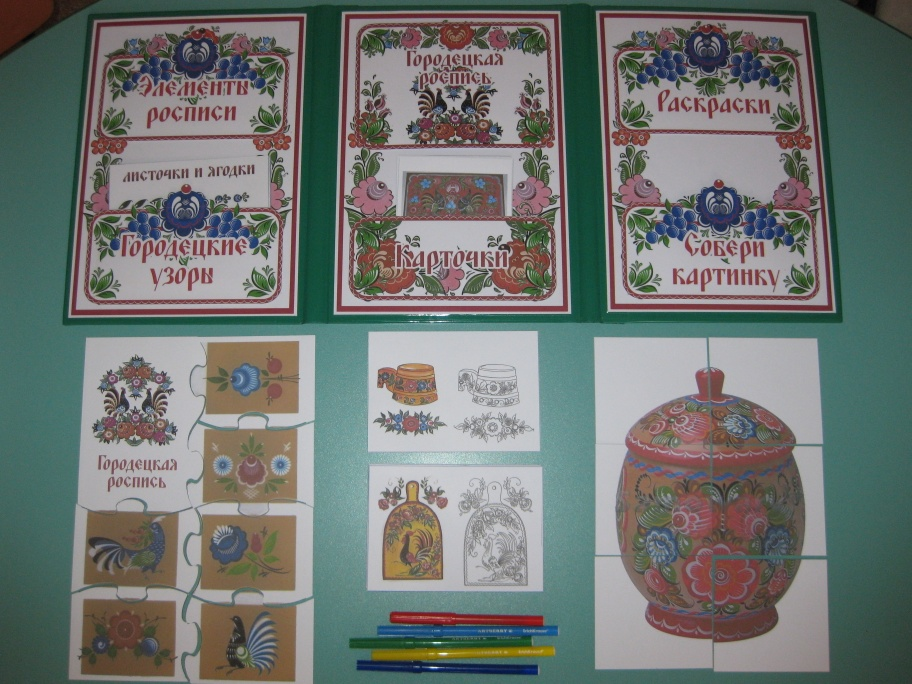 Элементы
росписи
листочки и ягодки
Городецкие
узоры
Городецкая
роспись
Карточки
Раскраски
Собери
картинку
Городецкая
роспись